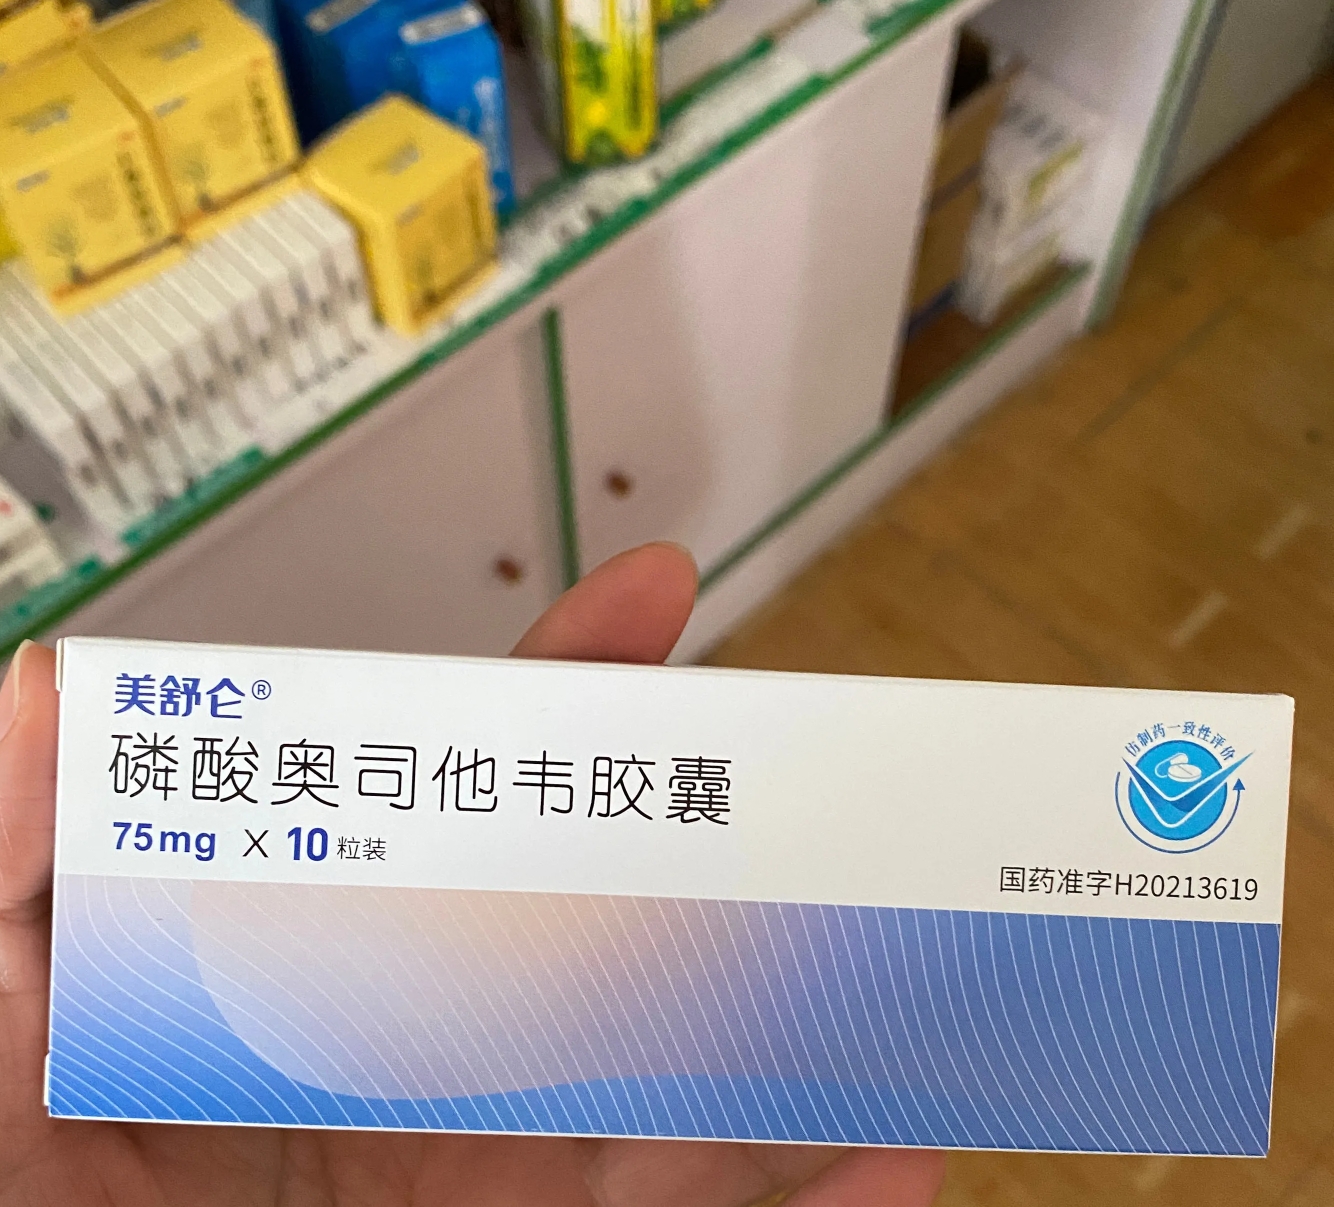 美舒仑®
磷酸奥司他韦胶囊
75mg X 10粒装
仿制药一致性评价
国药准字H20213619